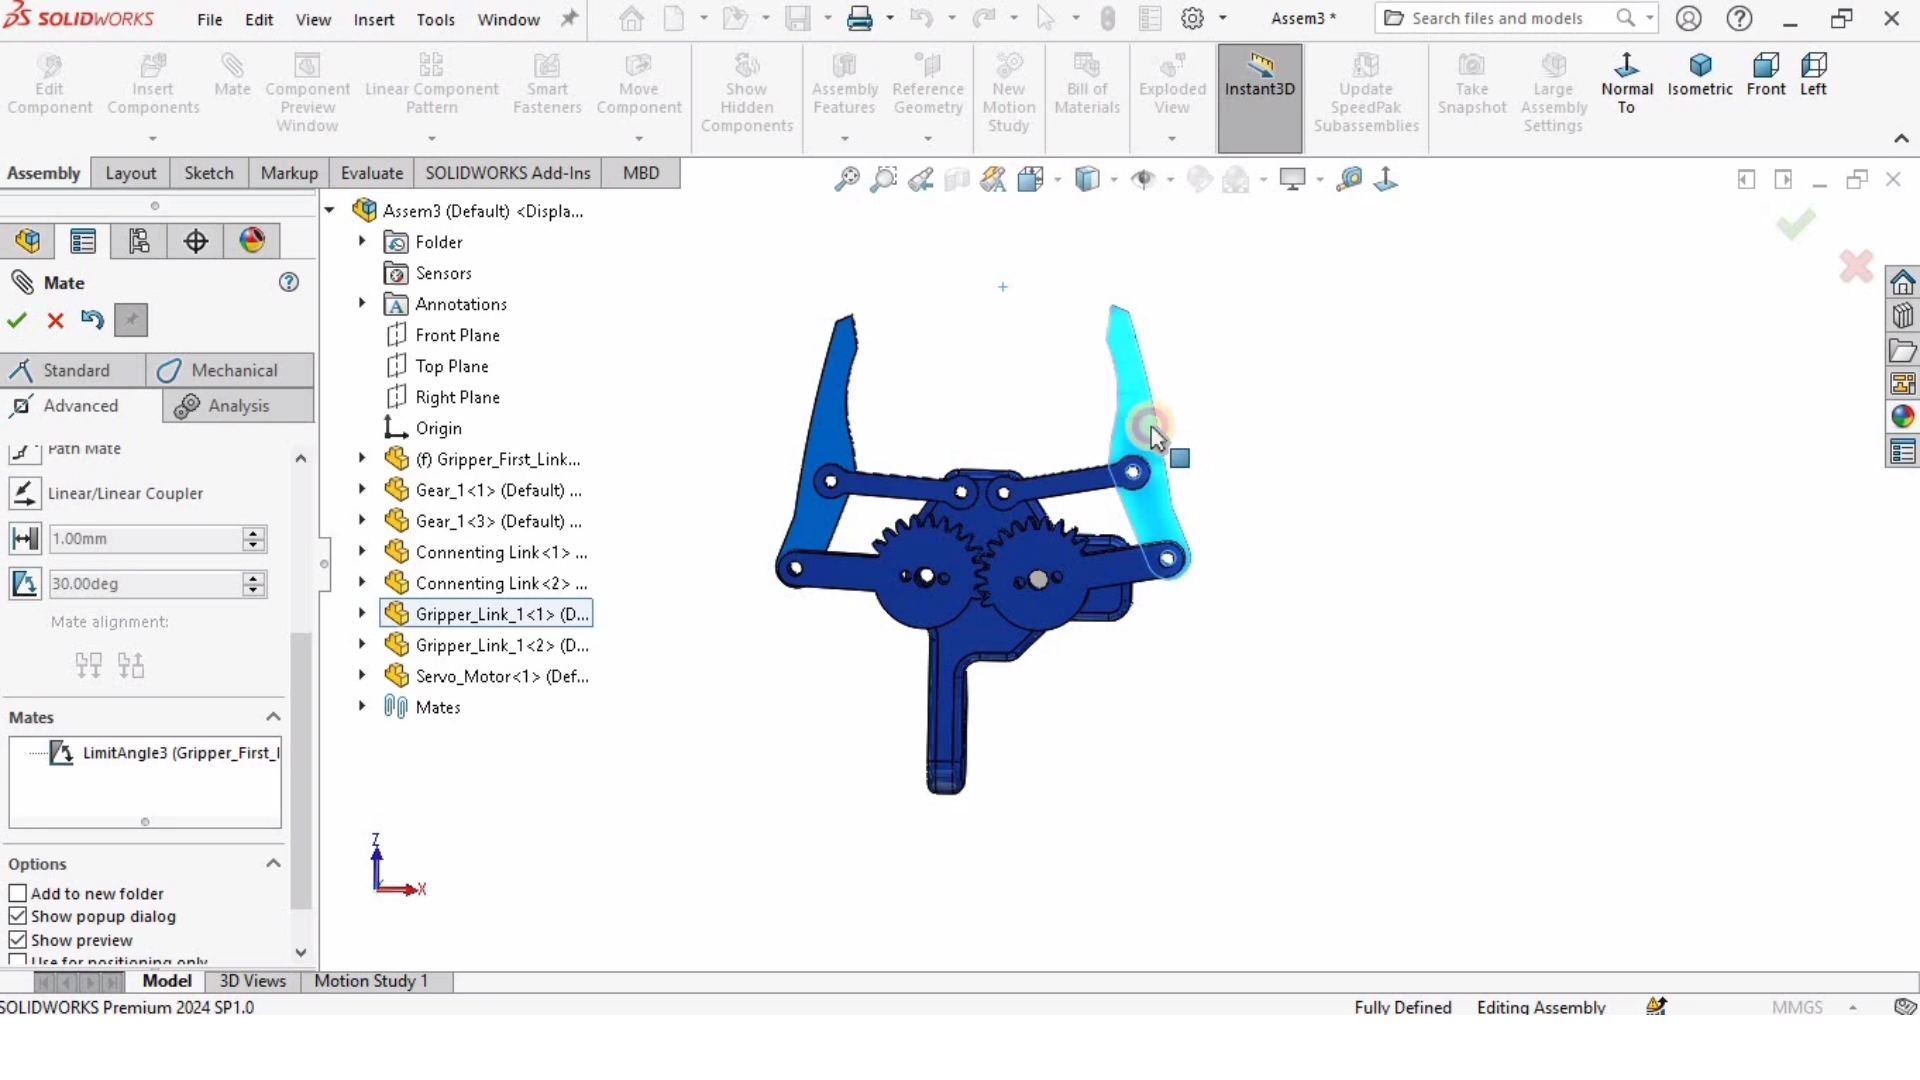 SOLIDWORKS File Edit View Insert Tools Window Assem3 * Search files and models
Edit Component
Insert Components
Mate
Component Preview Window
Linear Component Pattern
Smart Fasteners
Move Component
Show Hidden Components
Assembly Features
Reference Geometry
New Motion Study
Bill of Materials
Exploded View
Instant3D
Update SpeedPak Subassemblies
Take Snapshot
Large Assembly Settings
Normal To
Isometric
Front
Left
Assembly Layout Sketch Markup Evaluate SOLIDWORKS Add-Ins MBD
Mate
Standard Mechanical
Advanced Analysis
Path Mate
Linear/Linear Coupler
1.00mm
30.00deg
Mate alignment:
Mates
LimitAngle3 (Gripper_First_l
Options
Add to new folder
Show popup dialog
Show preview
Use for positioning only
Assem3 (Default) <Displa...
Folder
Sensors
Annotations
Front Plane
Top Plane
Right Plane
Origin
(f) Gripper_First_Link...
Gear_1<1> (Default) ...
Gear_1<3> (Default) ...
Connenting Link<1> ...
Connenting Link<2> ...
Gripper_Link_1<1> (D...
Gripper_Link_1<2> (D...
Servo_Motor<1> (Def...
Mates
Z
X
Model 3D Views Motion Study 1
SOLIDWORKS Premium 2024 SP1.0 Fully Defined Editing Assembly MMGS